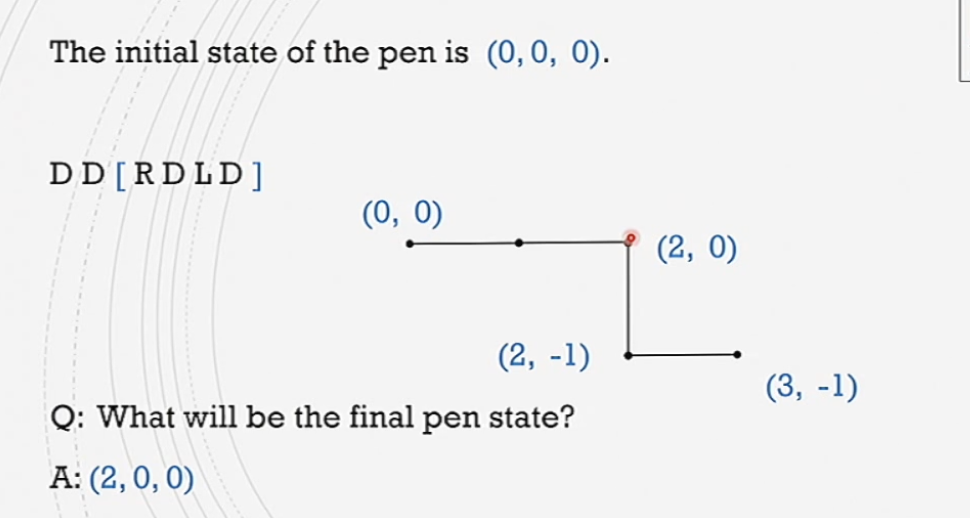 The initial state of the pen is (0, 0, 0).
D D [ R D L D ]
(0, 0)
(2, 0)
(2, -1)
(3, -1)
Q: What will be the final pen state?
A: (2, 0, 0)